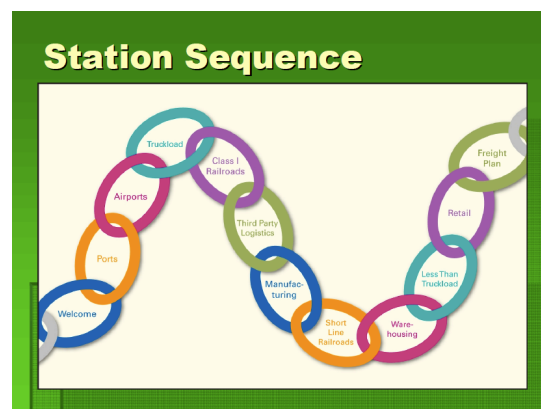 Station Sequence
Welcome
Ports
Airports
Truckload
Class I
Railroads
Third Party
Logistics
Manufac-
turing
Short
Line
Railroads
Ware-
housing
Less Than
Truckload
Retail
Freight
Plan